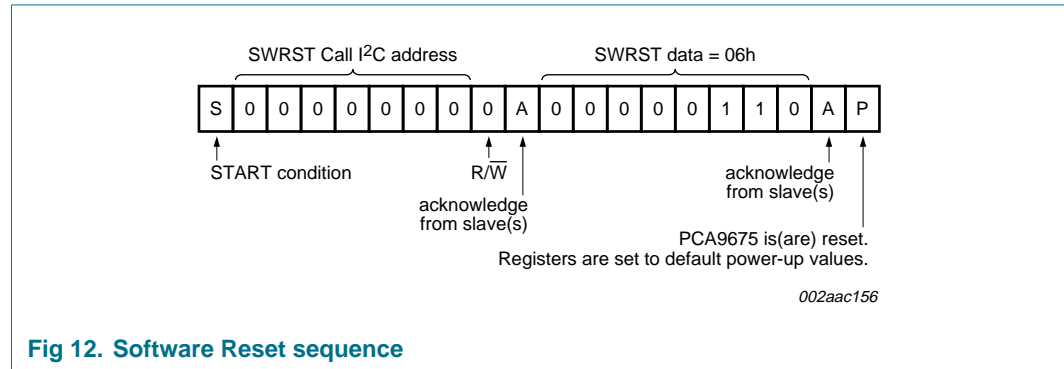 SWRST Call I2C address SWRST data = 06h
S 0 0 0 0 0 0 0 0 A 0 0 0 0 0 1 1 0 A P
START condition R/W̅ acknowledge
acknowledge from slave(s)
from slave(s)
PCA9675 is(are) reset.
Registers are set to default power-up values.
002aac156
Fig 12. Software Reset sequence